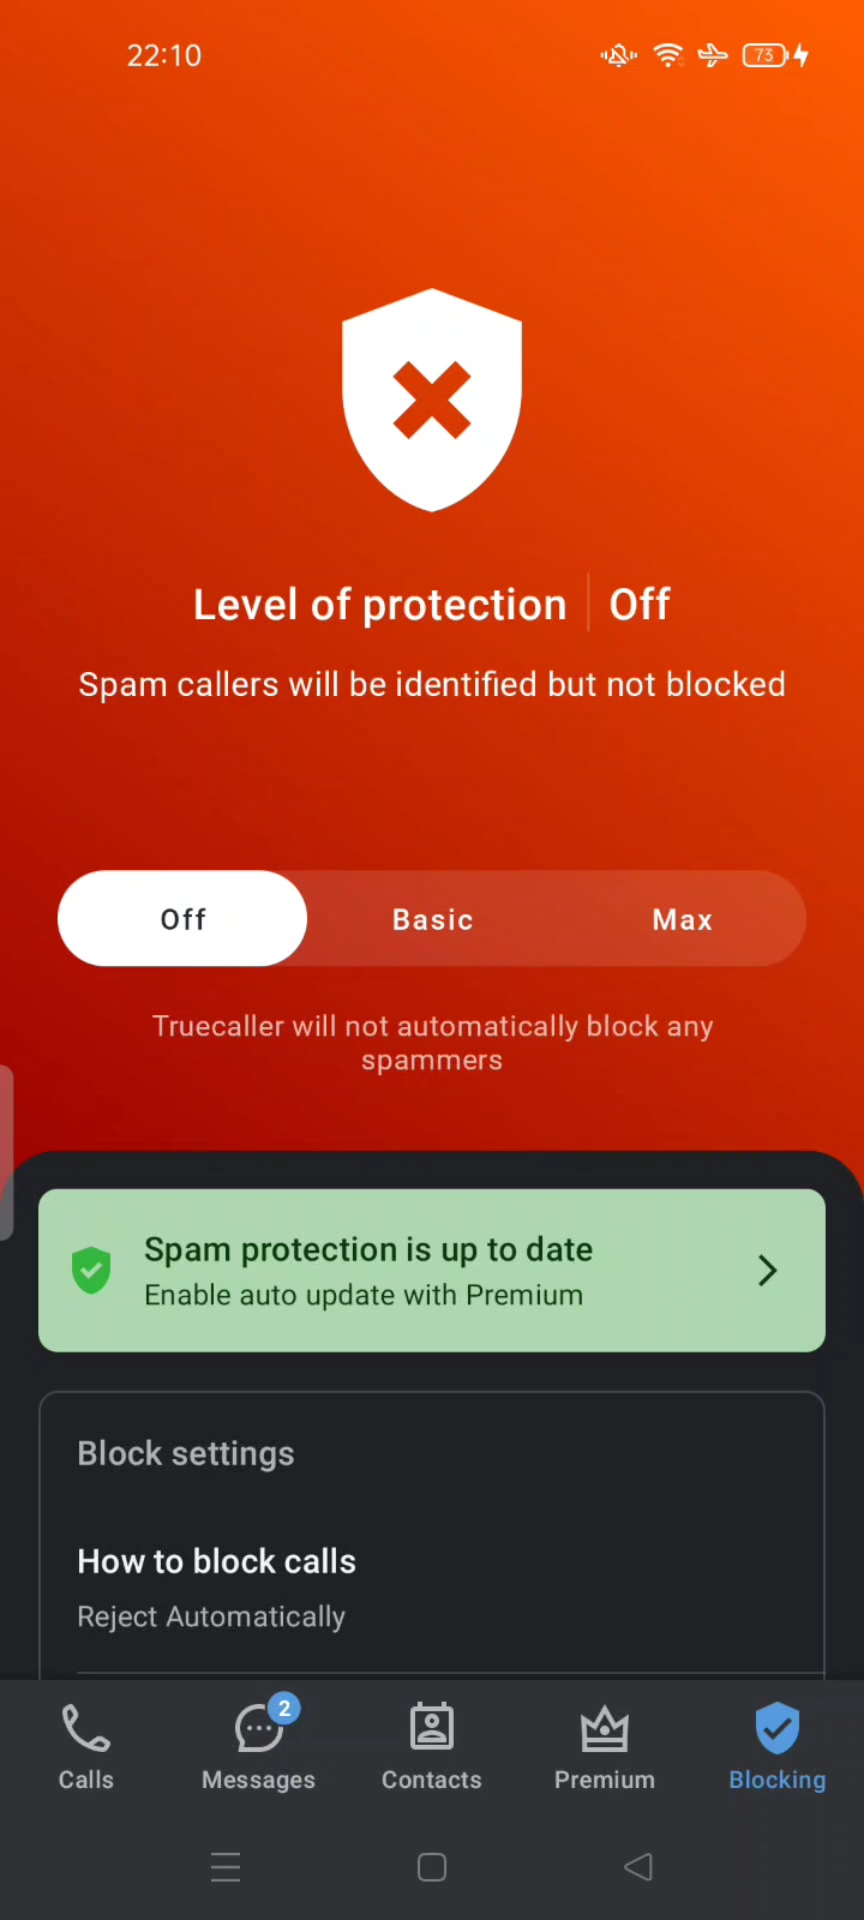 22:10
73
Level of protection Off
Spam callers will be identified but not blocked
Off Basic Max
Truecaller will not automatically block any
spammers
Spam protection is up to date
Enable auto update with Premium
Block settings
How to block calls
Reject Automatically
2
Calls Messages Contacts Premium Blocking